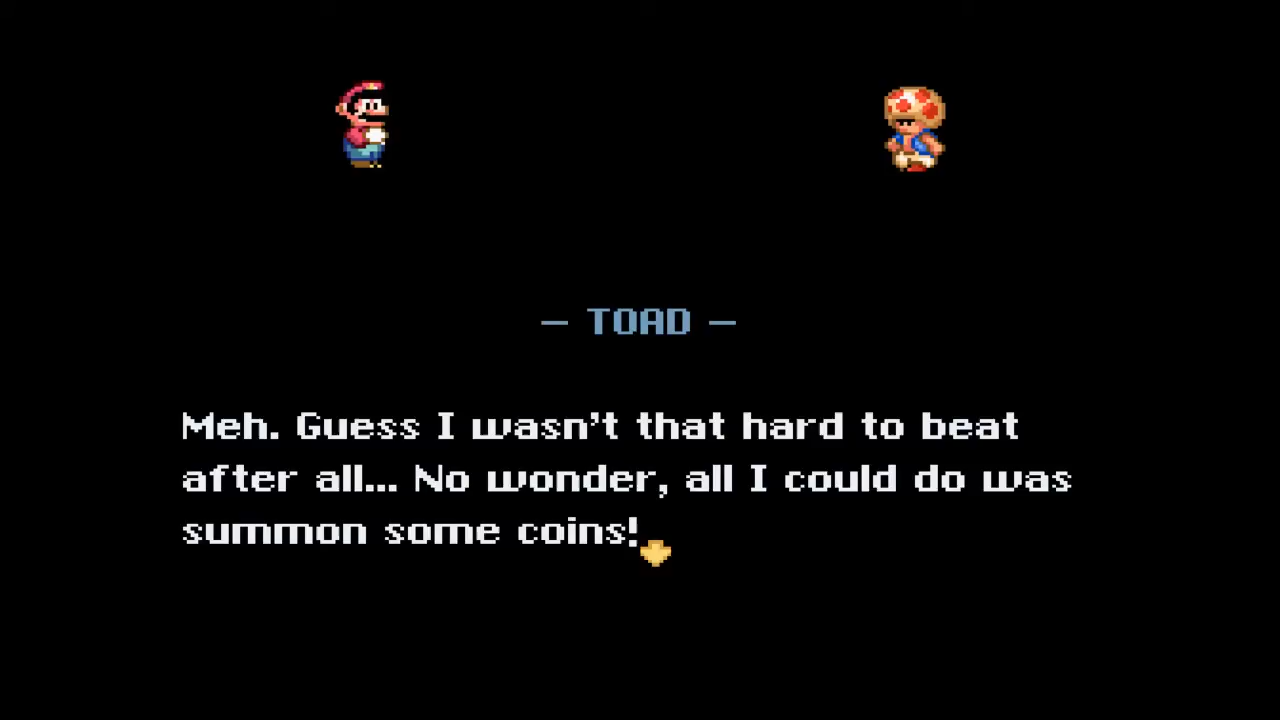 — TOAD —
Meh. Guess I wasn't that hard to beat
after all... No wonder, all I could do was
summon some coins!